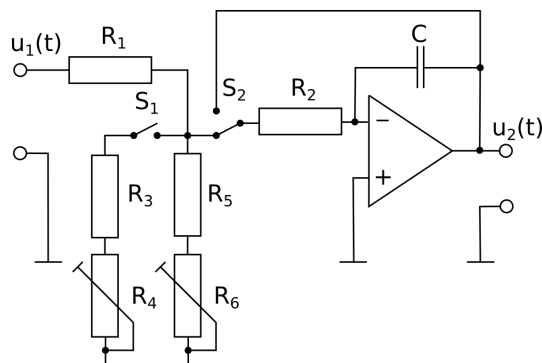 u₁(t)
R₁
C
S₁
S₂
R₂
−
+
u₂(t)
R₃
R₅
R₄
R₆